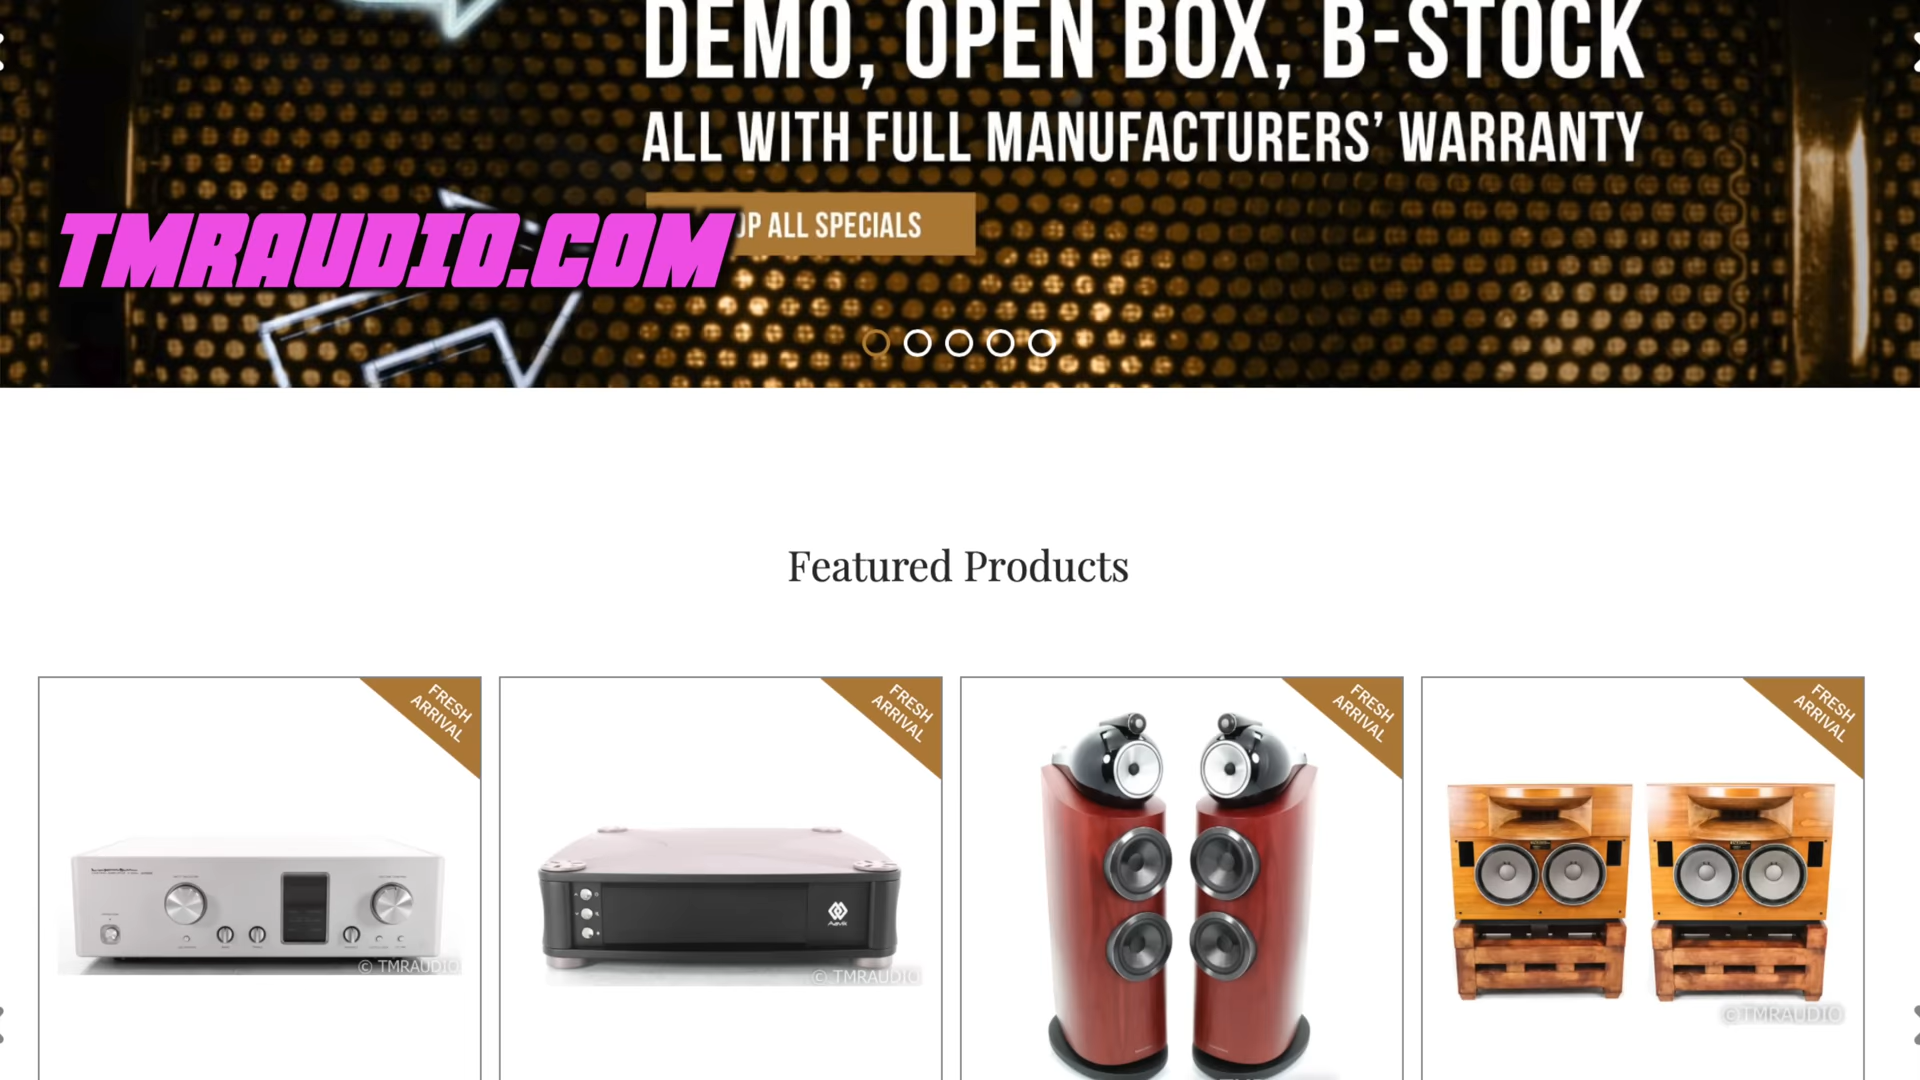 DEMO, OPEN BOX, B-STOCK
ALL WITH FULL MANUFACTURERS' WARRANTY
OP ALL SPECIALS
TMRAUDIO.COM
Featured Products
FRESH
ARRIVAL
FRESH
ARRIVAL
FRESH
ARRIVAL
FRESH
ARRIVAL
© TMRAUDIO
© TMRAUDIO
©TMRAUDIO